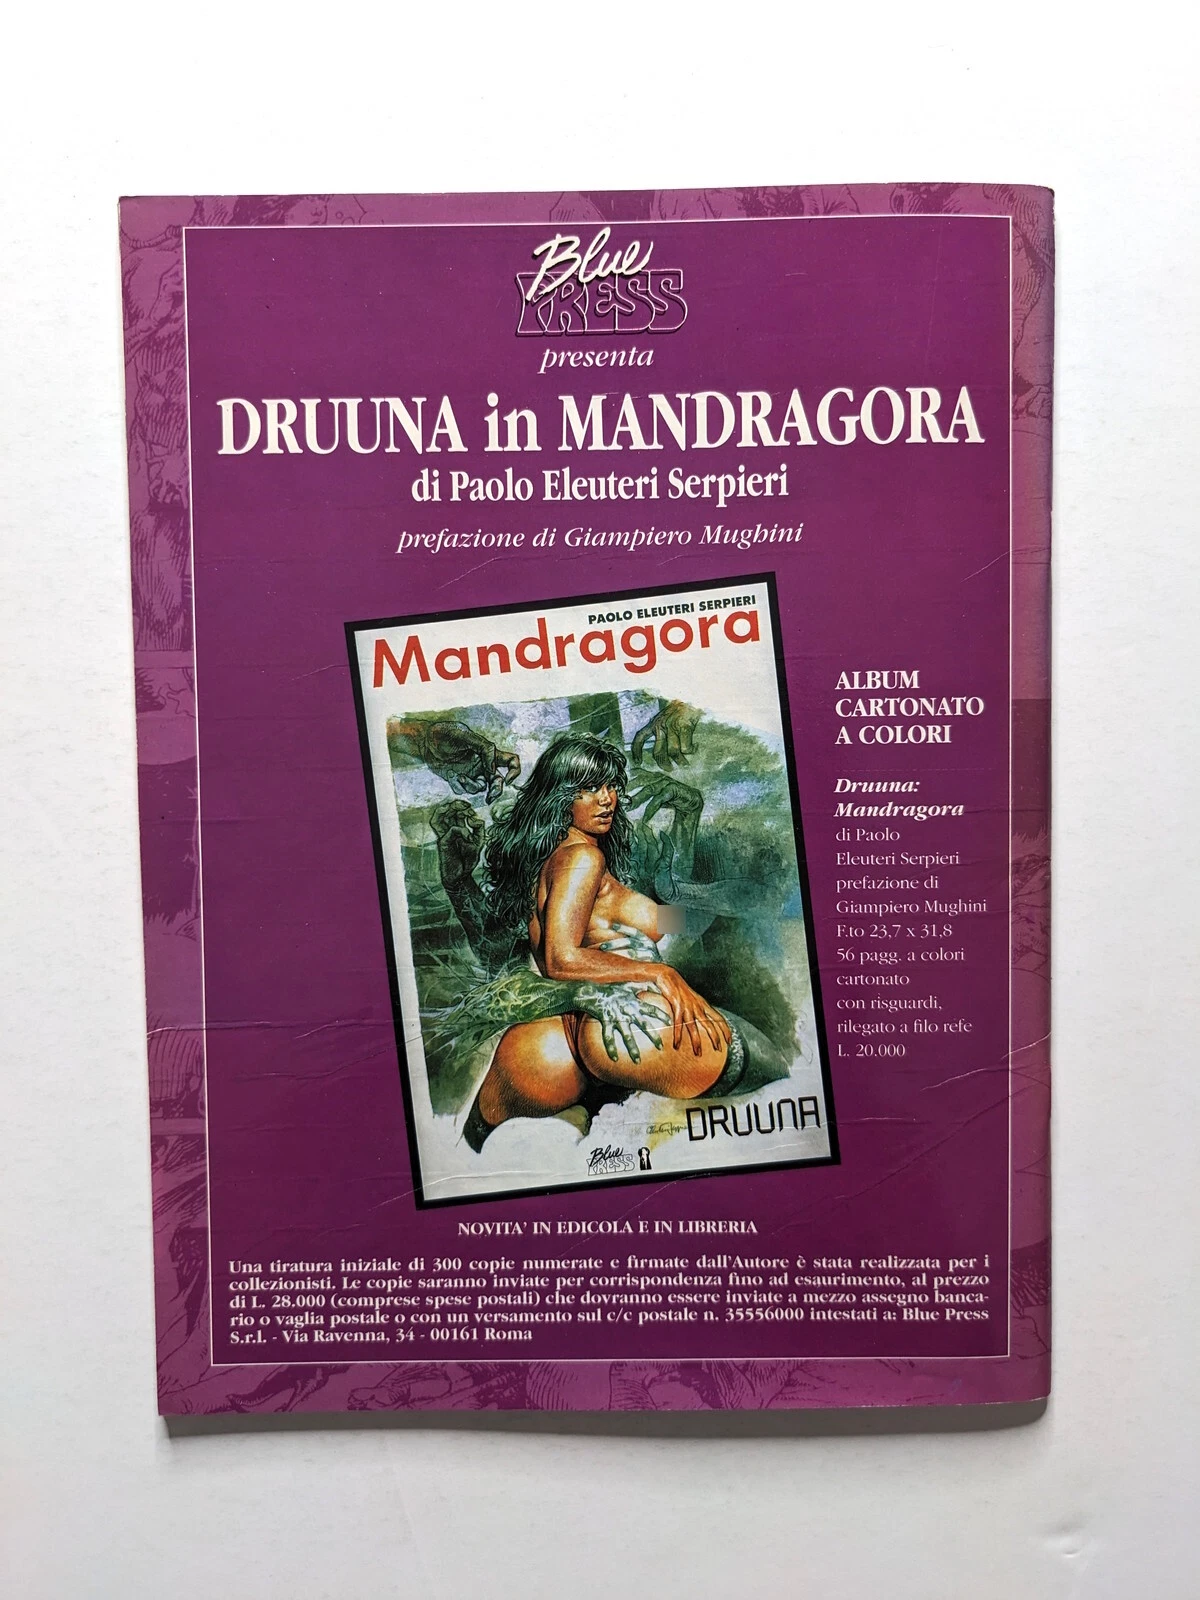 Blue
PRESS
presenta
DRUUNA in MANDRAGORA
di Paolo Eleuteri Serpieri
prefazione di Giampiero Mughini
PAOLO ELEUTERI SERPIERI
Mandragora
DRUUNA
Blue
PRESS
ALBUM
CARTONATO
A COLORI
Druuna:
Mandragora
di Paolo
Eleuteri Serpieri
prefazione di
Giampiero Mughini
F.to 23,7 x 31,8
56 pagg. a colori
cartonato
con risguardi,
rilegato a filo refe
L. 20.000
NOVITA' IN EDICOLA E IN LIBRERIA
Una tiratura iniziale di 300 copie numerate e firmate dall'Autore è stata realizzata per i
collezionisti. Le copie saranno inviate per corrispondenza fino ad esaurimento, al prezzo
di L. 28.000 (comprese spese postali) che dovranno essere inviate a mezzo assegno banca-
rio o vaglia postale o con un versamento sul c/c postale n. 35556000 intestati a: Blue Press
S.r.l. - Via Ravenna, 34 - 00161 Roma